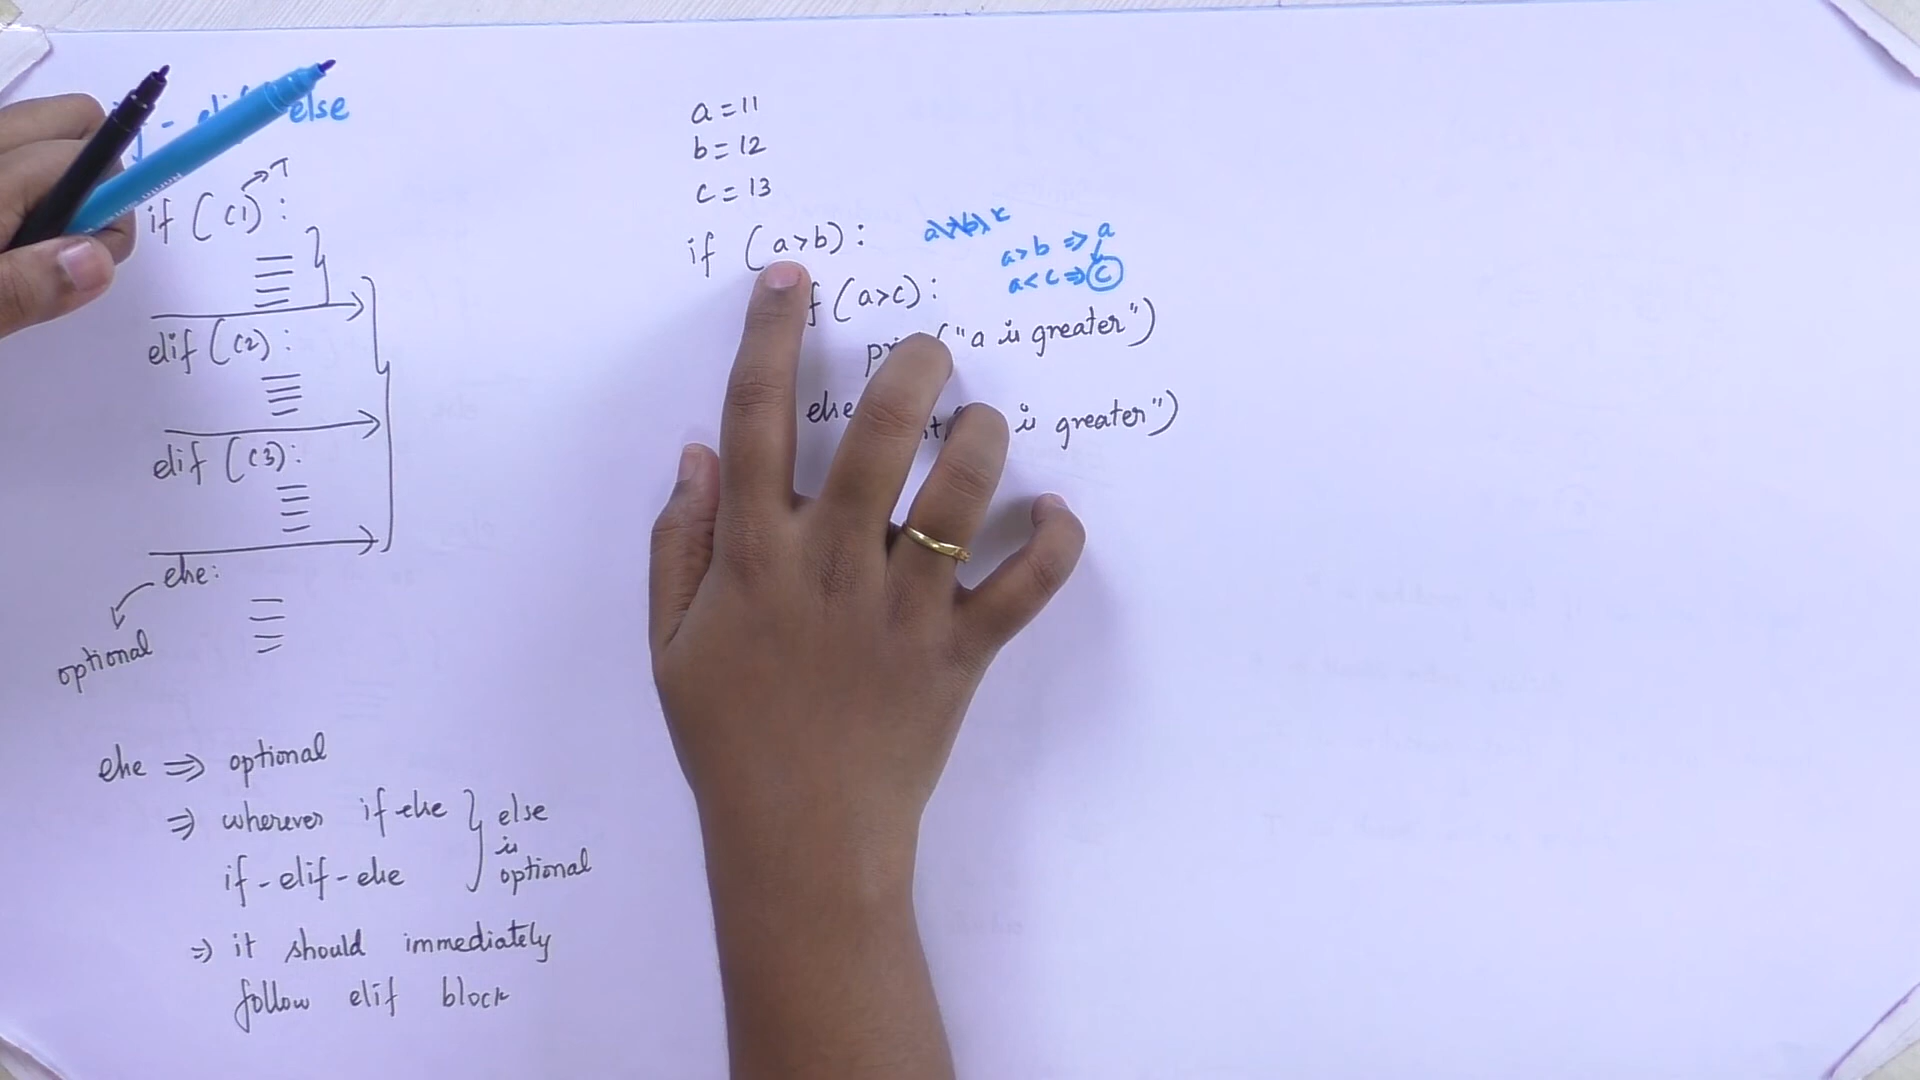 else
if (c1): → T
elif (c2):
elif (c3):
else:
optional
else ⇒ optional
⇒ wherever if else } else
is
if-elif-else optional
⇒ it should immediately
follow elif block
a = 11
b = 12
c = 13
if (a>b):
a>b ⇒ a
a<c ⇒ c
(a>c):
("a is greater")
else is greater")